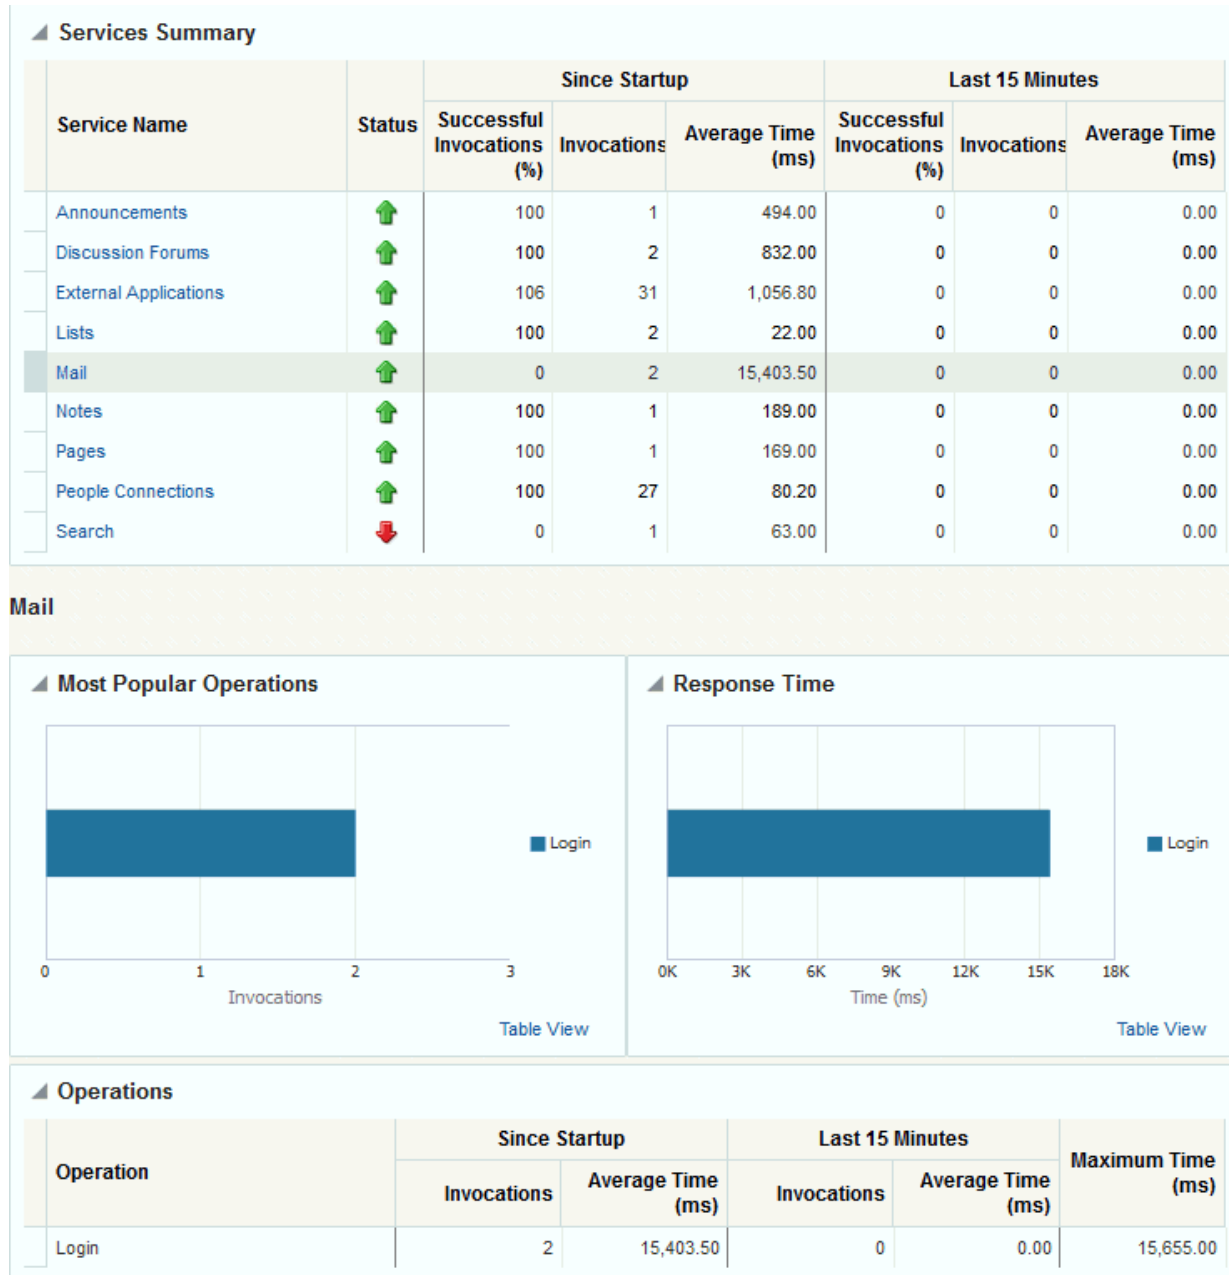 Services Summary
Since Startup Last 15 Minutes
Service Name Status Successful Invocations (%) Invocations Average Time (ms) Successful Invocations (%) Invocations Average Time (ms)
Announcements 100 1 494.00 0 0 0.00
Discussion Forums 100 2 832.00 0 0 0.00
External Applications 106 31 1,056.80 0 0 0.00
Lists 100 2 22.00 0 0 0.00
Mail 0 2 15,403.50 0 0 0.00
Notes 100 1 189.00 0 0 0.00
Pages 100 1 169.00 0 0 0.00
People Connections 100 27 80.20 0 0 0.00
Search 0 1 63.00 0 0 0.00
Mail
Most Popular Operations
Login
0 1 2 3
Invocations
Table View
Response Time
Login
0K 3K 6K 9K 12K 15K 18K
Time (ms)
Table View
Operations
Since Startup Last 15 Minutes
Operation Invocations Average Time (ms) Invocations Average Time (ms) Maximum Time (ms)
Login 2 15,403.50 0 0.00 15,655.00